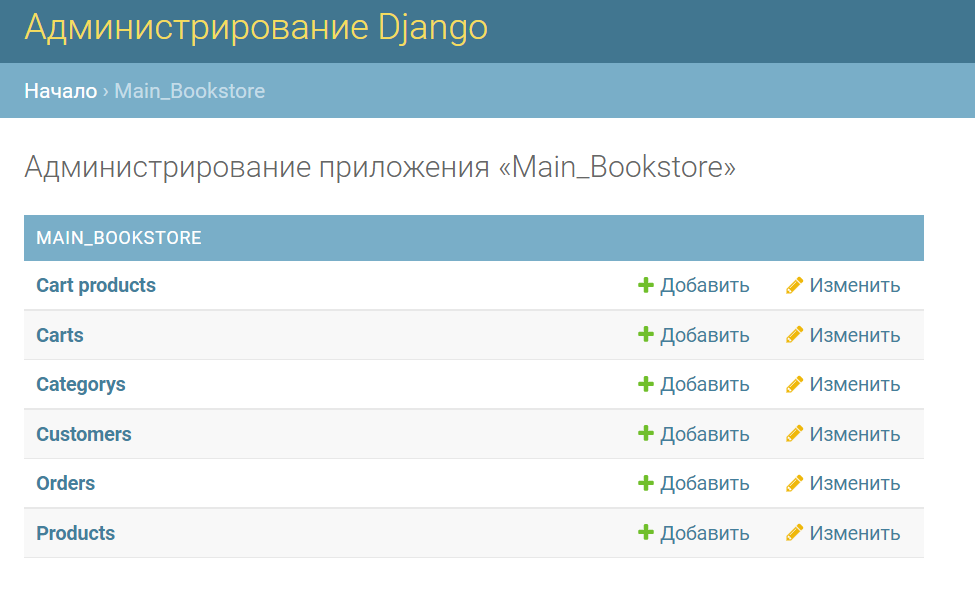 Администрирование Django
Начало › Main_Bookstore
Администрирование приложения «Main_Bookstore»
MAIN_BOOKSTORE
Cart products Добавить Изменить
Carts Добавить Изменить
Categorys Добавить Изменить
Customers Добавить Изменить
Orders Добавить Изменить
Products Добавить Изменить